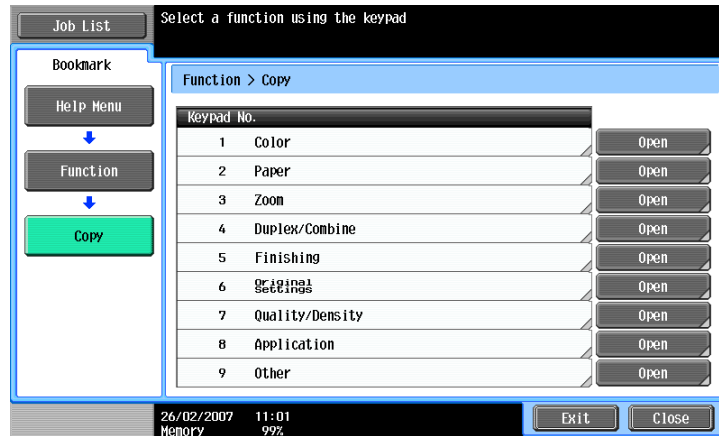 Job List
Select a function using the keypad
Bookmark
Help Menu
Function
Copy
Function > Copy
Keypad No.
1 Color Open
2 Paper Open
3 Zoom Open
4 Duplex/Combine Open
5 Finishing Open
6 Original Settings Open
7 Quality/Density Open
8 Application Open
9 Other Open
26/02/2007 11:01
Memory 99%
Exit
Close